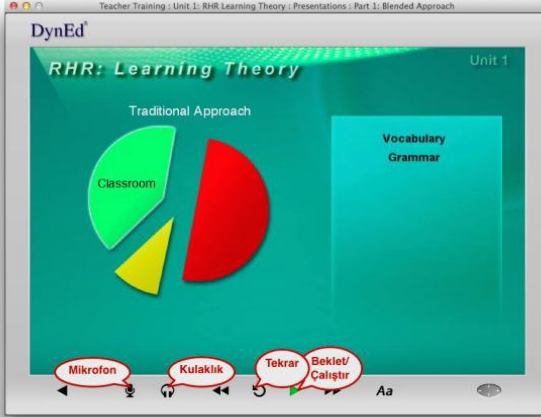 Teacher Training : Unit 1: RHR Learning Theory : Presentations : Part 1: Blended Approach
DynEd®
Unit 1
RHR: Learning Theory
Traditional Approach
Vocabulary
Grammar
Classroom
Mikrofon
Kulaklık
Tekrar
Beklet/
Çalıştır
Aa